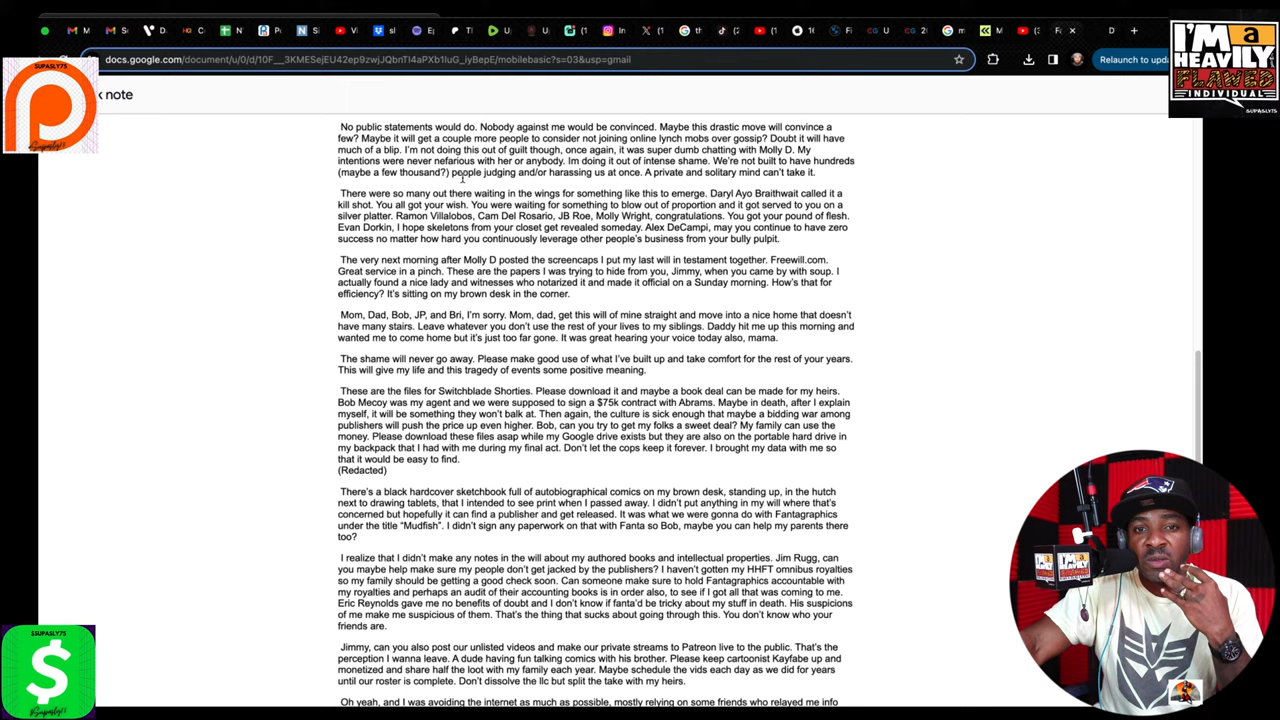 SUPASLY75
docs.google.com/document/u/0/d/10F__3KMESejEU42ep9zwjJQbnTl4aPXb1IuG_iyBepE/mobilebasic?s=03&usp=gmail
Relaunch to upda
k note
I'M a
HEAVILY
FLAWED
INDIVIDUAL
SUPASLY75
No public statements would do. Nobody against me would be convinced. Maybe this drastic move will convince a
few? Maybe it will get a couple more people to consider not joining online lynch mobs over gossip? Doubt it will have
much of a blip. I'm not doing this out of guilt though, once again, it was super dumb chatting with Molly D. My
intentions were never nefarious with her or anybody. Im doing it out of intense shame. We're not built to have hundreds
(maybe a few thousand?) people judging and/or harassing us at once. A private and solitary mind can't take it.
There were so many out there waiting in the wings for something like this to emerge. Daryl Ayo Braithwait called it a
kill shot. You all got your wish. You were waiting for something to blow out of proportion and it got served to you on a
silver platter. Ramon Villalobos, Cam Del Rosario, JB Roe, Molly Wright, congratulations. You got your pound of flesh.
Evan Dorkin, I hope skeletons from your closet get revealed someday. Alex DeCampi, may you continue to have zero
success no matter how hard you continuously leverage other people's business from your bully pulpit.
The very next morning after Molly D posted the screencaps I put my last will in testament together. Freewill.com.
Great service in a pinch. These are the papers I was trying to hide from you, Jimmy, when you came by with soup. I
actually found a nice lady and witnesses who notarized it and made it official on a Sunday morning. How's that for
efficiency? It's sitting on my brown desk in the corner.
Mom, Dad, Bob, JP, and Bri, I'm sorry. Mom, dad, get this will of mine straight and move into a nice home that doesn't
have many stairs. Leave whatever you don't use the rest of your lives to my siblings. Daddy hit me up this morning and
wanted me to come home but it's just too far gone. It was great hearing your voice today also, mama.
The shame will never go away. Please make good use of what I've built up and take comfort for the rest of your years.
This will give my life and this tragedy of events some positive meaning.
These are the files for Switchblade Shorties. Please download it and maybe a book deal can be made for my heirs.
Bob Mecoy was my agent and we were supposed to sign a $75k contract with Abrams. Maybe in death, after I explain
myself, it will be something they won't balk at. Then again, the culture is sick enough that maybe a bidding war among
publishers will push the price up even higher. Bob, can you try to get my folks a sweet deal? My family can use the
money. Please download these files asap while my Google drive exists but they are also on the portable hard drive in
my backpack that I had with me during my final act. Don't let the cops keep it forever. I brought my data with me so
that it would be easy to find.
(Redacted)
There's a black hardcover sketchbook full of autobiographical comics on my brown desk, standing up, in the hutch
next to drawing tablets, that I intended to see print when I passed away. I didn't put anything in my will where that's
concerned but hopefully it can find a publisher and get released. It was what we were gonna do with Fantagraphics
under the title "Mudfish". I didn't sign any paperwork on that with Fanta so Bob, maybe you can help my parents there
too?
I realize that I didn't make any notes in the will about my authored books and intellectual properties. Jim Rugg, can
you maybe help make sure my people don't get jacked by the publishers? I haven't gotten my HHFT omnibus royalties
so my family should be getting a good check soon. Can someone make sure to hold Fantagraphics accountable with
my royalties and perhaps an audit of their accounting books is in order also, to see if I got all that was coming to me.
Eric Reynolds gave me no benefits of doubt and I don't know if fanta'd be tricky about my stuff in death. His suspicions
of me make me suspicious of them. That's the thing that sucks about going through this. You don't know who your
friends are.
Jimmy, can you also post our unlisted videos and make our private streams to Patreon live to the public. That's the
perception I wanna leave. A dude having fun talking comics with his brother. Please keep cartoonist Kayfabe up and
monetized and share half the loot with my family each year. Maybe schedule the vids each day as we did for years
until our roster is complete. Don't dissolve the llc but split the take with my heirs.
Oh yeah, and I was avoiding the internet as much as possible, mostly relying on some friends who relayed me info
$SUPASLY75
$
$Supasly75